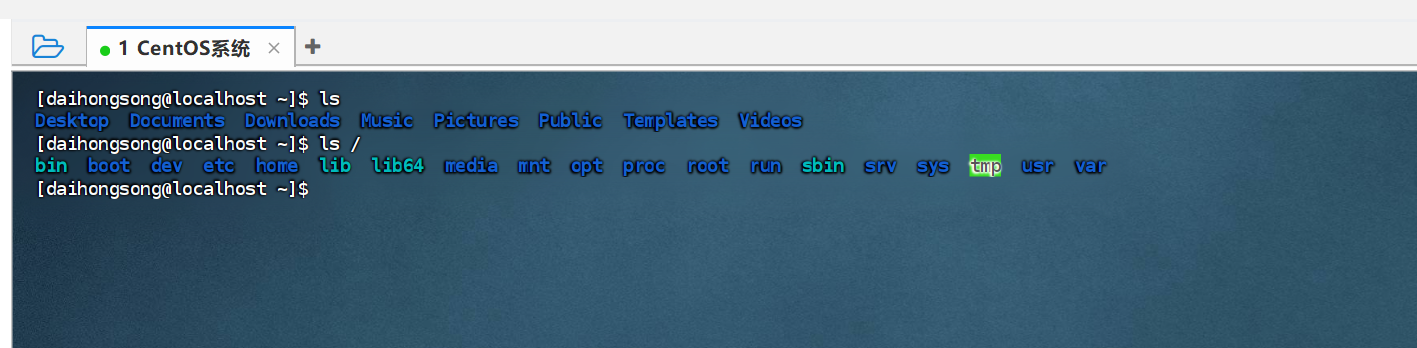 1 CentOS系统
[daihongsong@localhost ~]$ ls
Desktop Documents Downloads Music Pictures Public Templates Videos
[daihongsong@localhost ~]$ ls /
bin boot dev etc home lib lib64 media mnt opt proc root run sbin srv sys tmp usr var
[daihongsong@localhost ~]$